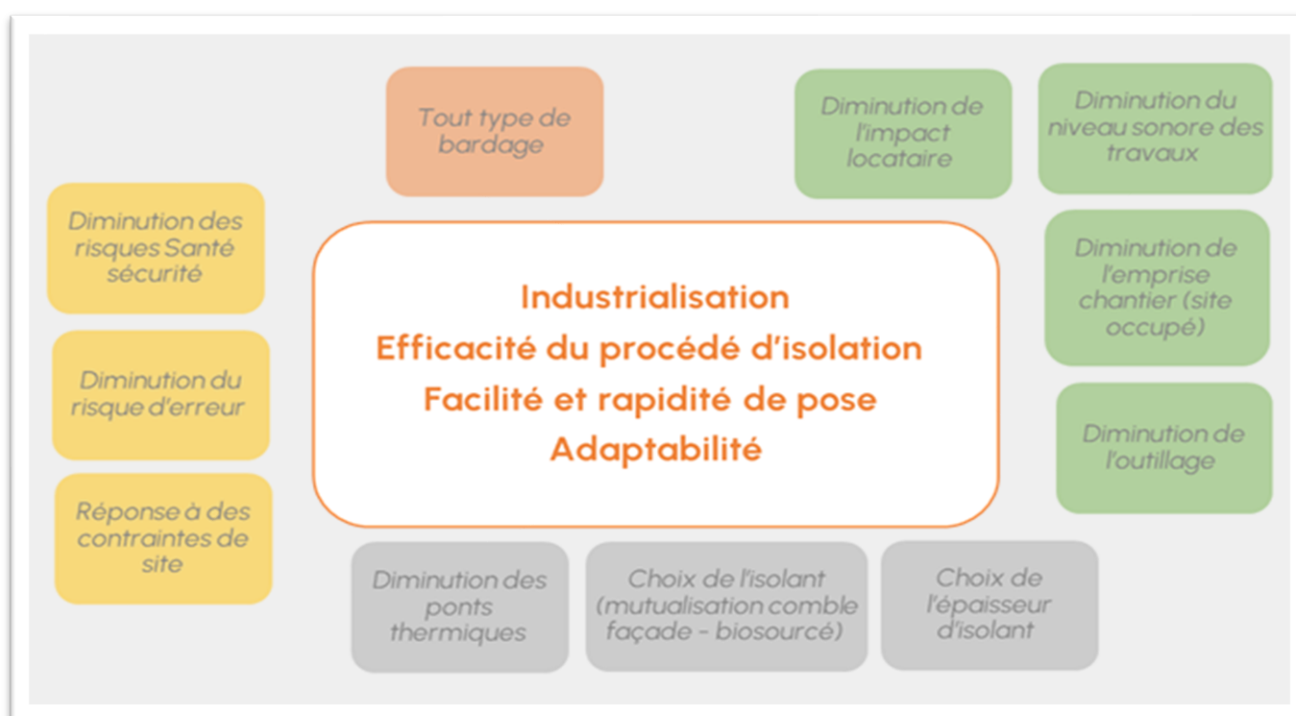 Tout type de
bardage
Diminution de
l'impact
locataire
Diminution du
niveau sonore des
travaux
Diminution des
risques Santé
sécurité
Diminution du
risque d'erreur
Réponse à des
contraintes de
site
Industrialisation
Efficacité du procédé d'isolation
Facilité et rapidité de pose
Adaptabilité
Diminution de
l'emprise
chantier (site
occupé)
Diminution de
l'outillage
Diminution des
ponts
thermiques
Choix de l'isolant
(mutualisation comble
façade - biosourcé)
Choix de
l'épaisseur
d'isolant